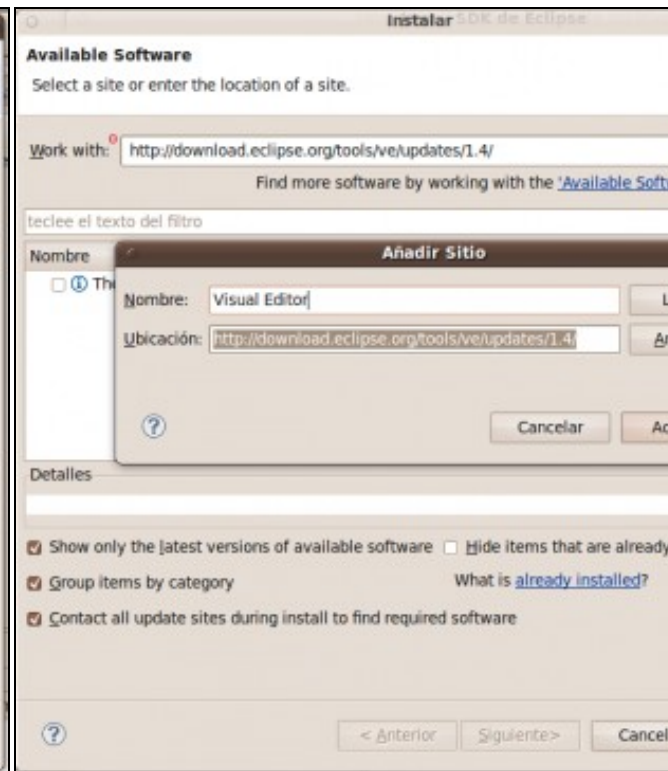 Instalar SDK de Eclipse
Available Software
Select a site or enter the location of a site.
Work with: http://download.eclipse.org/tools/ve/updates/1.4/
Find more software by working with the 'Available Soft
teclee el texto del filtro
Nombre
The
Añadir Sitio
Nombre: Visual Editor
Ubicación: http://download.eclipse.org/tools/ve/updates/1.4/
Cancelar
Detalles
Show only the latest versions of available software Hide items that are already
Group items by category What is already installed?
Contact all update sites during install to find required software
< Anterior Siguiente> Cancel